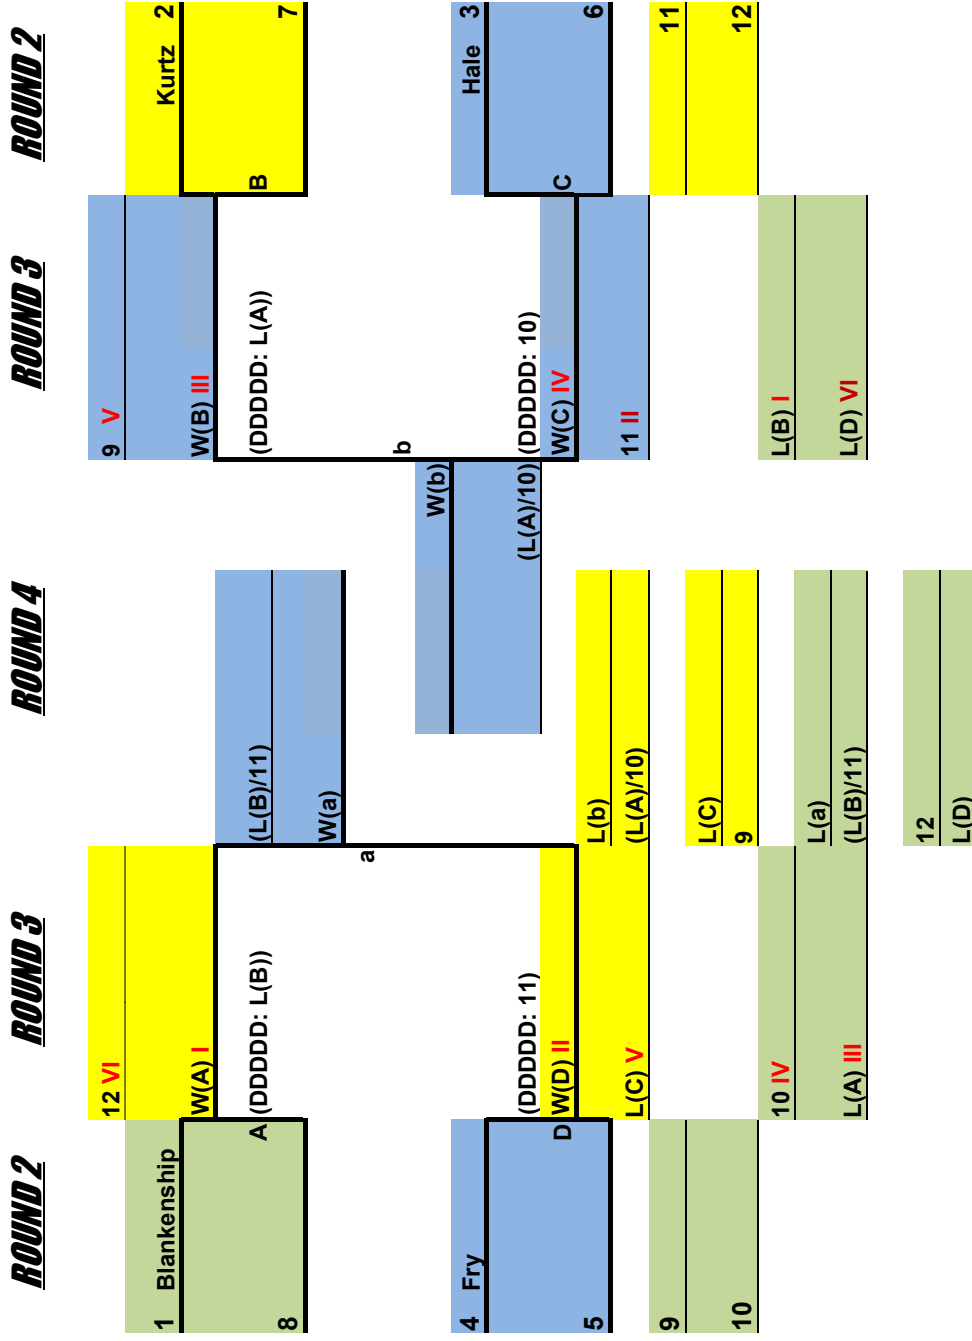 ROUND 2 ROUND 3 ROUND 4 ROUND 3 ROUND 2
12 VI 9 V
1 Blankenship Kurtz 2
W(A) I W(B) III
A (DDDDD: L(B)) (L(B)/11) (DDDDD: L(A)) B
8 7
W(a)
a
b
W(b)
4 Fry Hale 3
(DDDDD: 11) (L(A)/10) (DDDDD: 10)
D W(D) II W(C) IV C
5 L(b) 6
L(C) V (L(A)/10) 11 II
9 11
L(C)
10 9 12
10 IV L(B) I
L(a)
L(A) III (L(B)/11) L(D) VI
12
L(D)